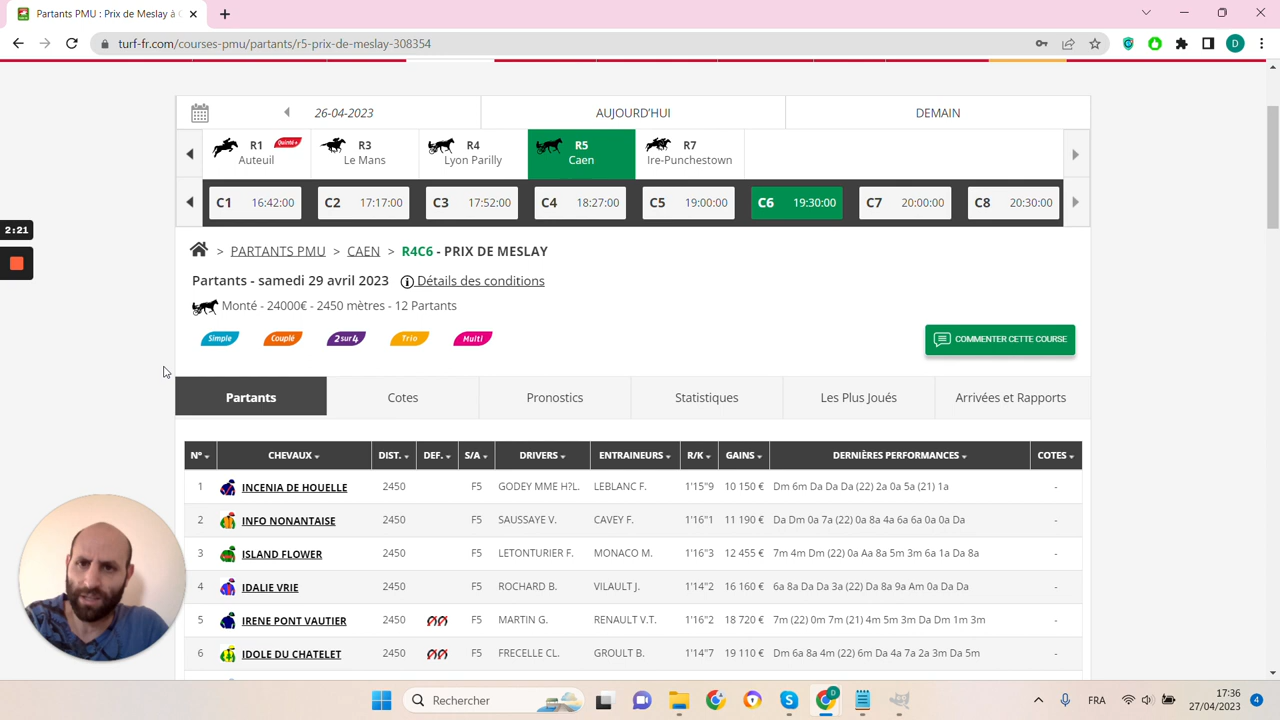 Partants PMU : Prix de Meslay à C
turf-fr.com/courses-pmu/partants/r5-prix-de-meslay-308354
D
26-04-2023 AUJOURD'HUI DEMAIN
R1 Quinté+ R3 R4 R5 R7
Auteuil Le Mans Lyon Parilly Caen Ire-Punchestown
C1 16:42:00 C2 17:17:00 C3 17:52:00 C4 18:27:00 C5 19:00:00 C6 19:30:00 C7 20:00:00 C8 20:30:00
2:21
> PARTANTS PMU > CAEN > R4C6 - PRIX DE MESLAY
Partants - samedi 29 avril 2023 Détails des conditions
Monté - 24000€ - 2450 mètres - 12 Partants
Simple Couplé 2sur4 Trio Multi
COMMENTER CETTE COURSE
Partants Cotes Pronostics Statistiques Les Plus Joués Arrivées et Rapports
N° CHEVAUX DIST. DEF. S/A DRIVERS ENTRAINEURS R/K GAINS DERNIÈRES PERFORMANCES COTES
1 INCENIA DE HOUELLE 2450 F5 GODEY MME H?L. LEBLANC F. 1'15"9 10 150 € Dm 6m Da Da Da (22) 2a 0a 5a (21) 1a -
2 INFO NONANTAISE 2450 F5 SAUSSAYE V. CAVEY F. 1'16"1 11 190 € Da Dm 0a 7a (22) 0a 8a 4a 6a 6a 0a 0a Da -
3 ISLAND FLOWER 2450 F5 LETONTURIER F. MONACO M. 1'16"3 12 455 € 7m 4m Dm (22) 0a Aa 8a 5m 3m 6a 1a Da 8a -
4 IDALIE VRIE 2450 F5 ROCHARD B. VILAULT J. 1'14"2 16 160 € 6a 8a Da Da 3a (22) Da 8a 9a Am 0a Da Da -
5 IRENE PONT VAUTIER 2450 F5 MARTIN G. RENAULT V.T. 1'16"2 18 720 € 7m (22) 0m 7m (21) 4m 5m 3m Da Dm 1m 3m -
6 IDOLE DU CHATELET 2450 F5 FRECELLE CL. GROULT B. 1'14"7 19 110 € Dm 6a 8a 4m (22) 6m Da 4a 7a 2a 3m Da 5m -
Rechercher D FRA 17:36
27/04/2023 4